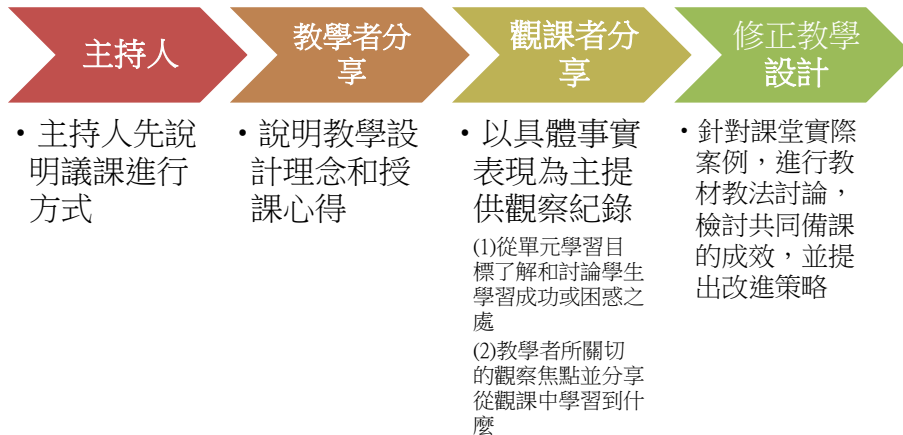 主持人
• 主持人先說
明議課進行
方式
教學者分
享
• 說明教學設
計理念和授
課心得
觀課者分
享
• 以具體事實
表現為主提
供觀察紀錄
(1)從單元學習目
標了解和討論學生
學習成功或困惑之
處
(2)教學者所關切
的觀察焦點並分享
從觀課中學習到什
麼
修正教學
設計
• 針對課堂實際
案例，進行教
材教法討論，
檢討共同備課
的成效，並提
出改進策略